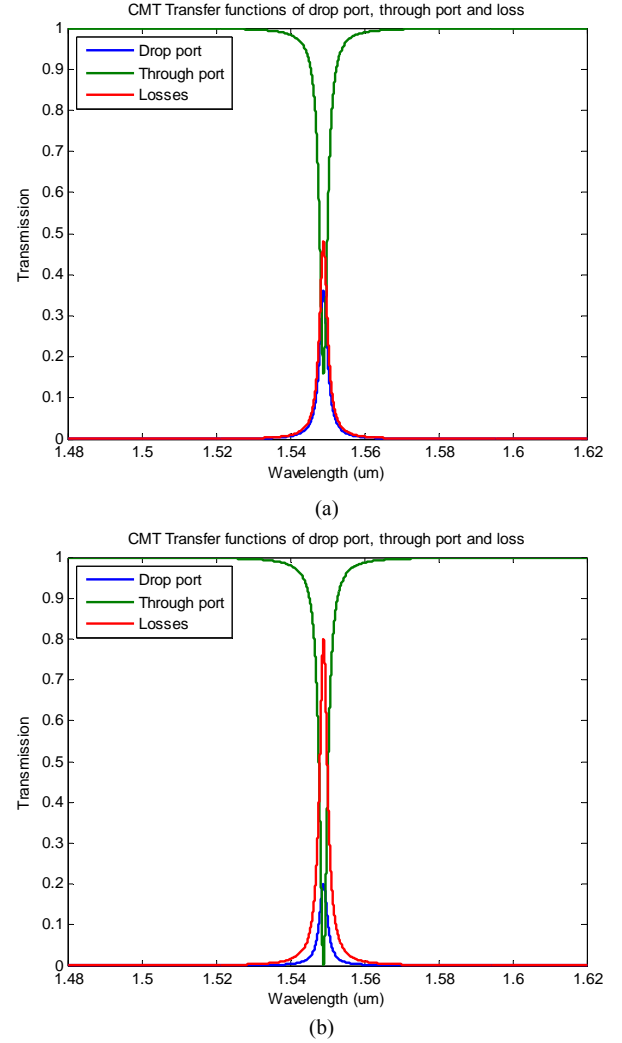 CMT Transfer functions of drop port, through port and loss
1
0.9
0.8
0.7
0.6
0.5
0.4
0.3
0.2
0.1
0
Transmission
Drop port
Through port
Losses
1.48 1.5 1.52 1.54 1.56 1.58 1.6 1.62
Wavelength (um)
(a)
CMT Transfer functions of drop port, through port and loss
1
0.9
0.8
0.7
0.6
0.5
0.4
0.3
0.2
0.1
0
Transmission
Drop port
Through port
Losses
1.48 1.5 1.52 1.54 1.56 1.58 1.6 1.62
Wavelength (um)
(b)